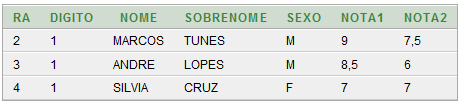 RA DIGITO NOME SOBRENOME SEXO NOTA1 NOTA2
2 1 MARCOS TUNES M 9 7,5
3 1 ANDRE LOPES M 8,5 6
4 1 SILVIA CRUZ F 7 7